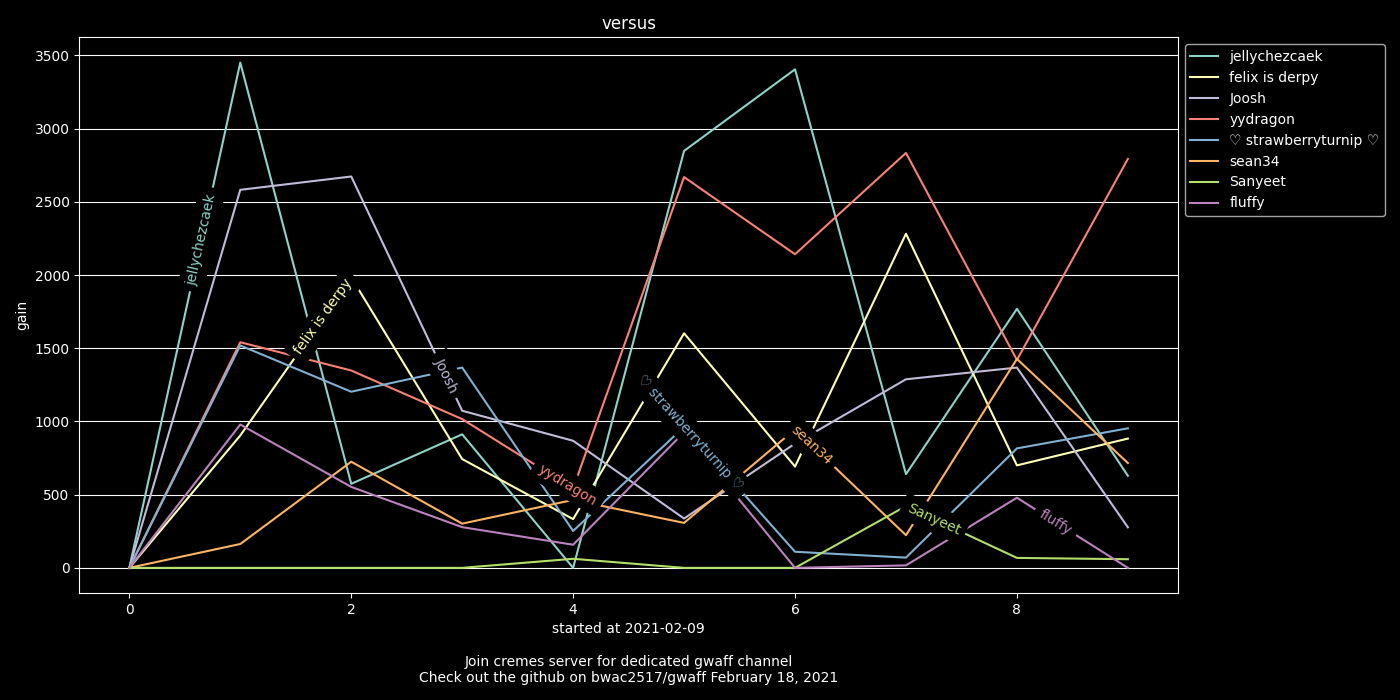 versus
3500
3000
2500
2000
1500
1000
500
0
gain
0
2
4
6
8
started at 2021-02-09
Join cremes server for dedicated gwaff channel
Check out the github on bwac2517/gwaff February 18, 2021
jellychezcaek
felix is derpy
Joosh
yydragon
♡ strawberryturnip ♡
sean34
Sanyeet
fluffy
jellychezcaek
felix is derpy
Joosh
yydragon
♡ strawberryturnip ♡
sean34
Sanyeet
fluffy